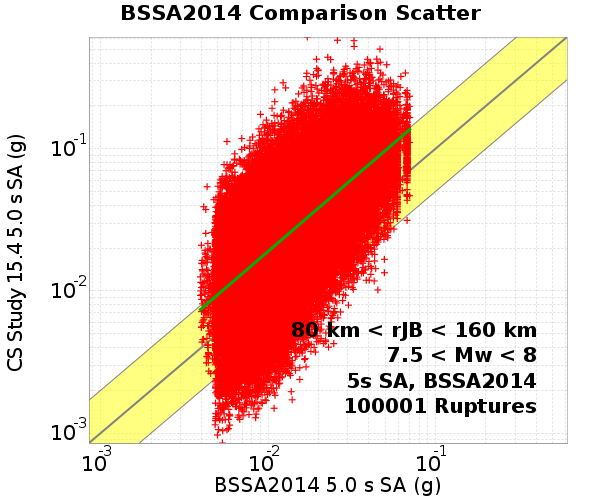 BSSA2014 Comparison Scatter
CS Study 15.4 5.0 s SA (g)
10-1
10-2
10-3
80 km < rJB < 160 km
7.5 < Mw < 8
5s SA, BSSA2014
100001 Ruptures
10-3
10-2
10-1
BSSA2014 5.0 s SA (g)